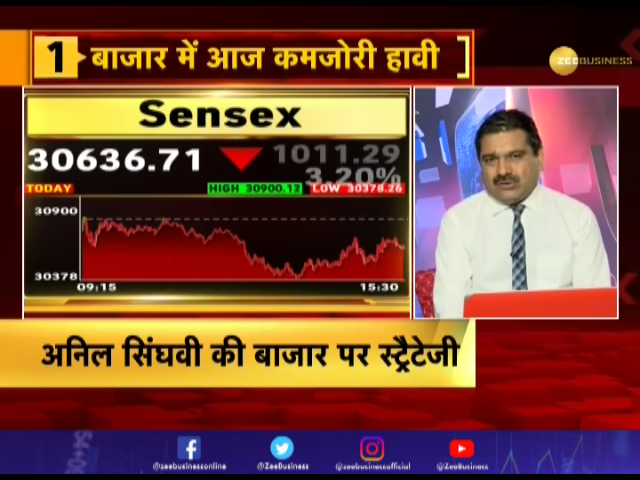 1 बाजार में आज कमजोरी हावी
ZEEBUSINESS
Sensex
30636.71 1011.29
3.20%
TODAY HIGH 30900.12 LOW 30378.26
30900
30378
09:15 15:30
अनिल सिंघवी की बाजार पर स्ट्रैटेजी
@zeebusinessonline @ZeeBusiness @zeebusinessofficial @ZeeBusiness